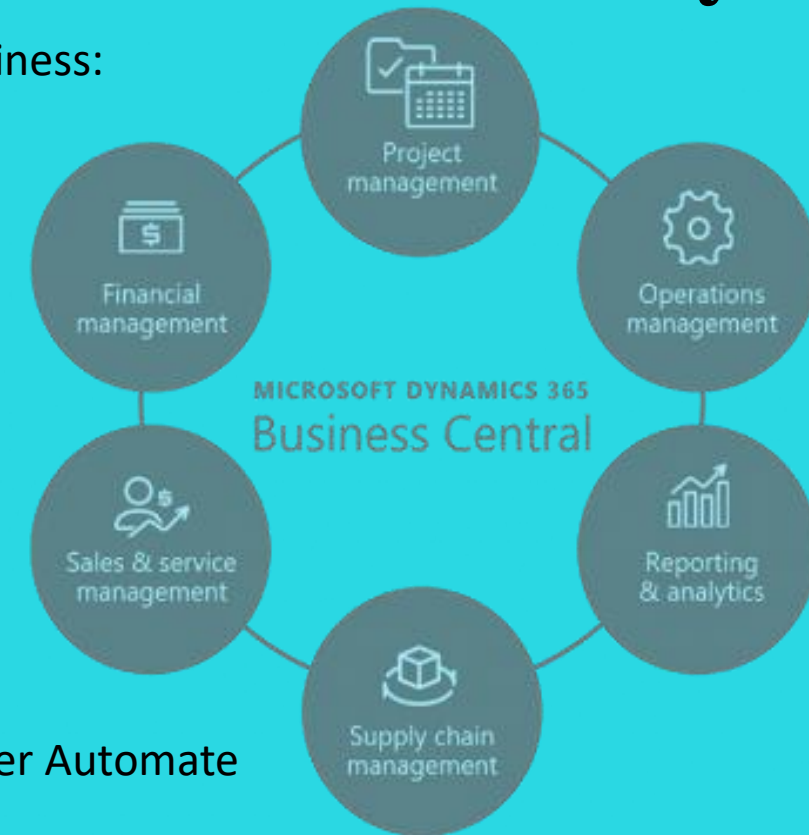 iness:
Project
management
Financial
management
Operations
management
MICROSOFT DYNAMICS 365
Business Central
Sales & service
management
Reporting
& analytics
Supply chain
management
er Automate